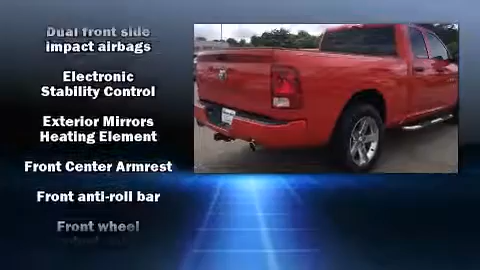 Dual front side
impact airbags
Electronic
Stability Control
Exterior Mirrors
Heating Element
Front Center Armrest
Front anti-roll bar
Front wheel